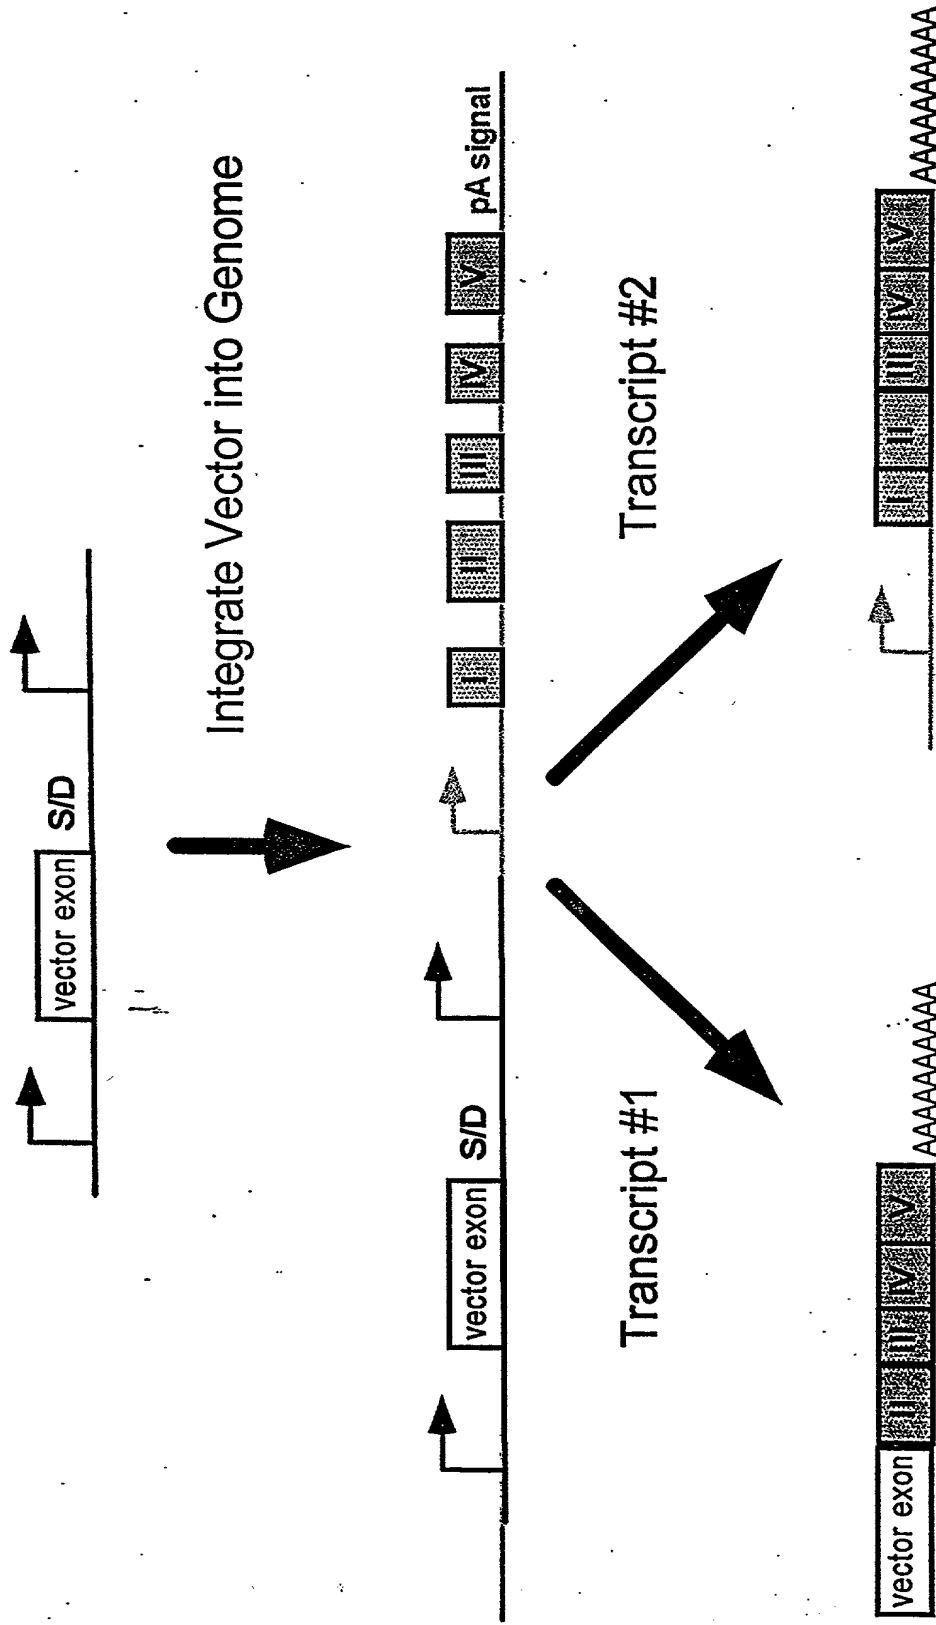 vector exon S/D
Integrate Vector into Genome
vector exon S/D I II III IV V pA signal
Transcript #1 Transcript #2
vector exon II III IV V AAAAAAAAAA
I II III IV V AAAAAAAAAA